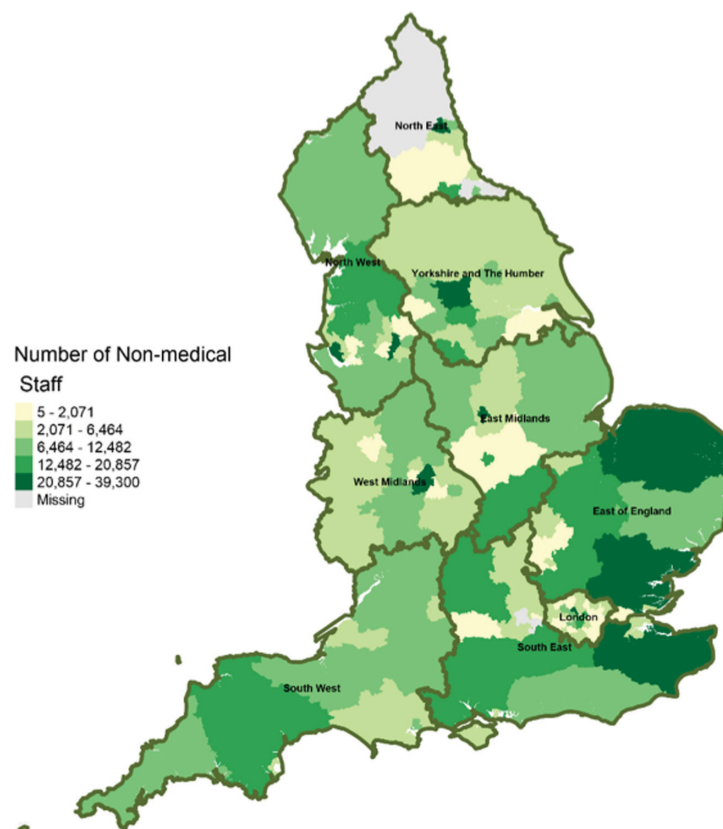 North East
North West
Yorkshire and The Humber
Number of Non-medical
Staff
5 - 2,071
2,071 - 6,464
6,464 - 12,482
12,482 - 20,857
20,857 - 39,300
Missing
East Midlands
West Midlands
East of England
London
South East
South West